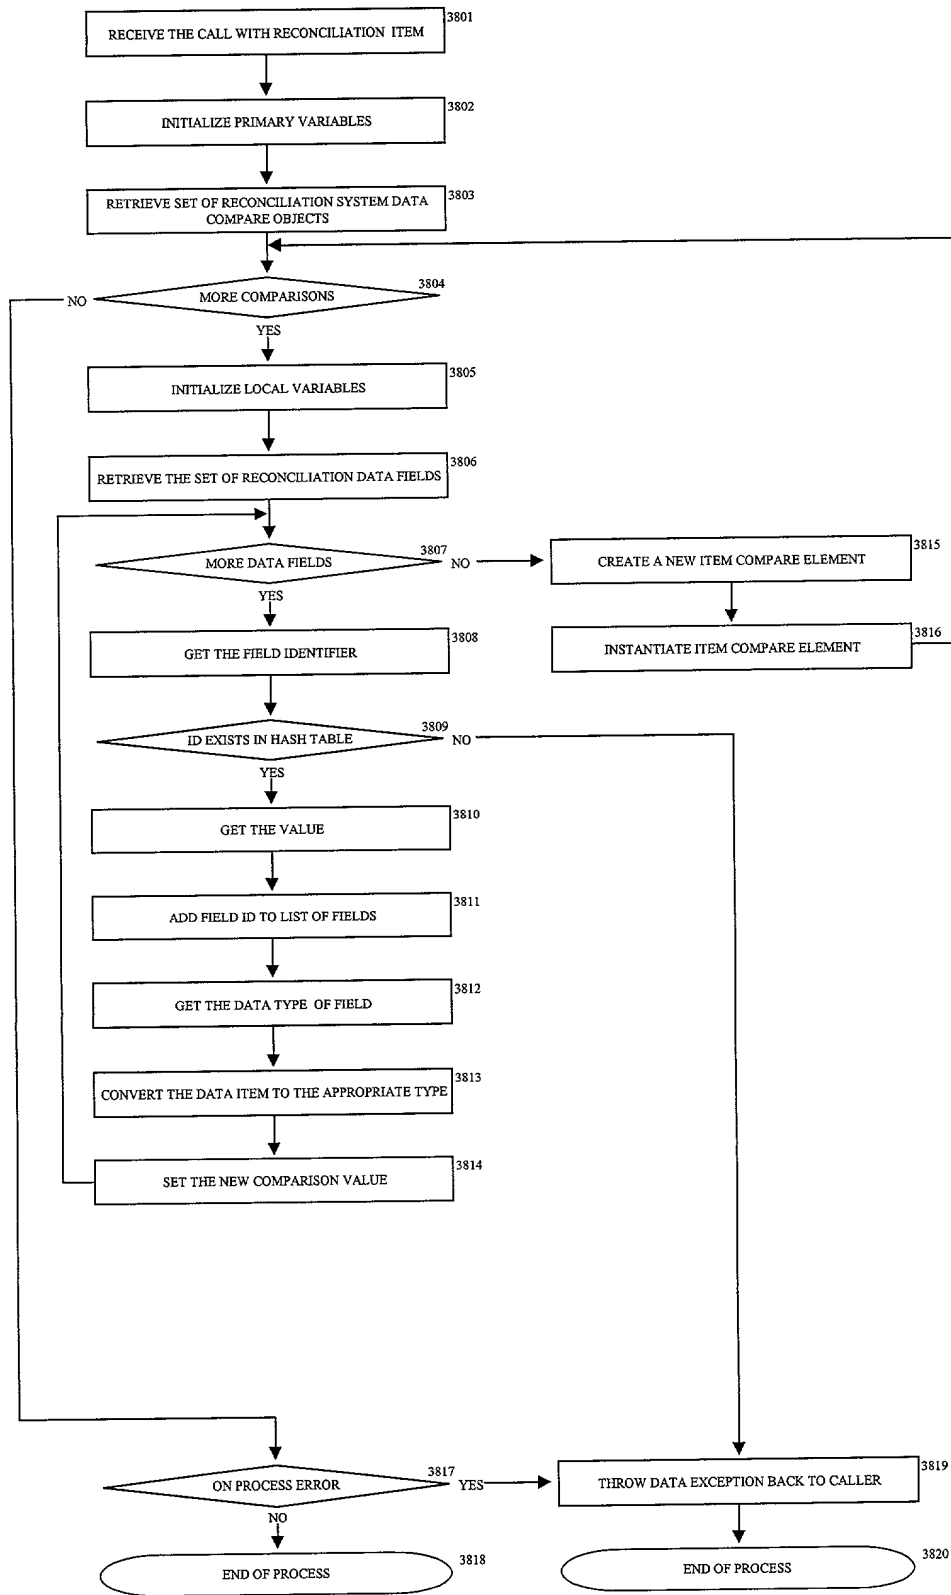 3801
RECEIVE THE CALL WITH RECONCILIATION ITEM
3802
INITIALIZE PRIMARY VARIABLES
3803
RETRIEVE SET OF RECONCILIATION SYSTEM DATA
COMPARE OBJECTS
3804
NO
MORE COMPARISONS
YES
3805
INITIALIZE LOCAL VARIABLES
3806
RETRIEVE THE SET OF RECONCILIATION DATA FIELDS
3807
MORE DATA FIELDS
NO
YES
3815
CREATE A NEW ITEM COMPARE ELEMENT
3816
INSTANTIATE ITEM COMPARE ELEMENT
3808
GET THE FIELD IDENTIFIER
3809
ID EXISTS IN HASH TABLE
NO
YES
3810
GET THE VALUE
3811
ADD FIELD ID TO LIST OF FIELDS
3812
GET THE DATA TYPE OF FIELD
3813
CONVERT THE DATA ITEM TO THE APPROPRIATE TYPE
3814
SET THE NEW COMPARISON VALUE
3817
ON PROCESS ERROR
YES
NO
3819
THROW DATA EXCEPTION BACK TO CALLER
3818
END OF PROCESS
3820
END OF PROCESS